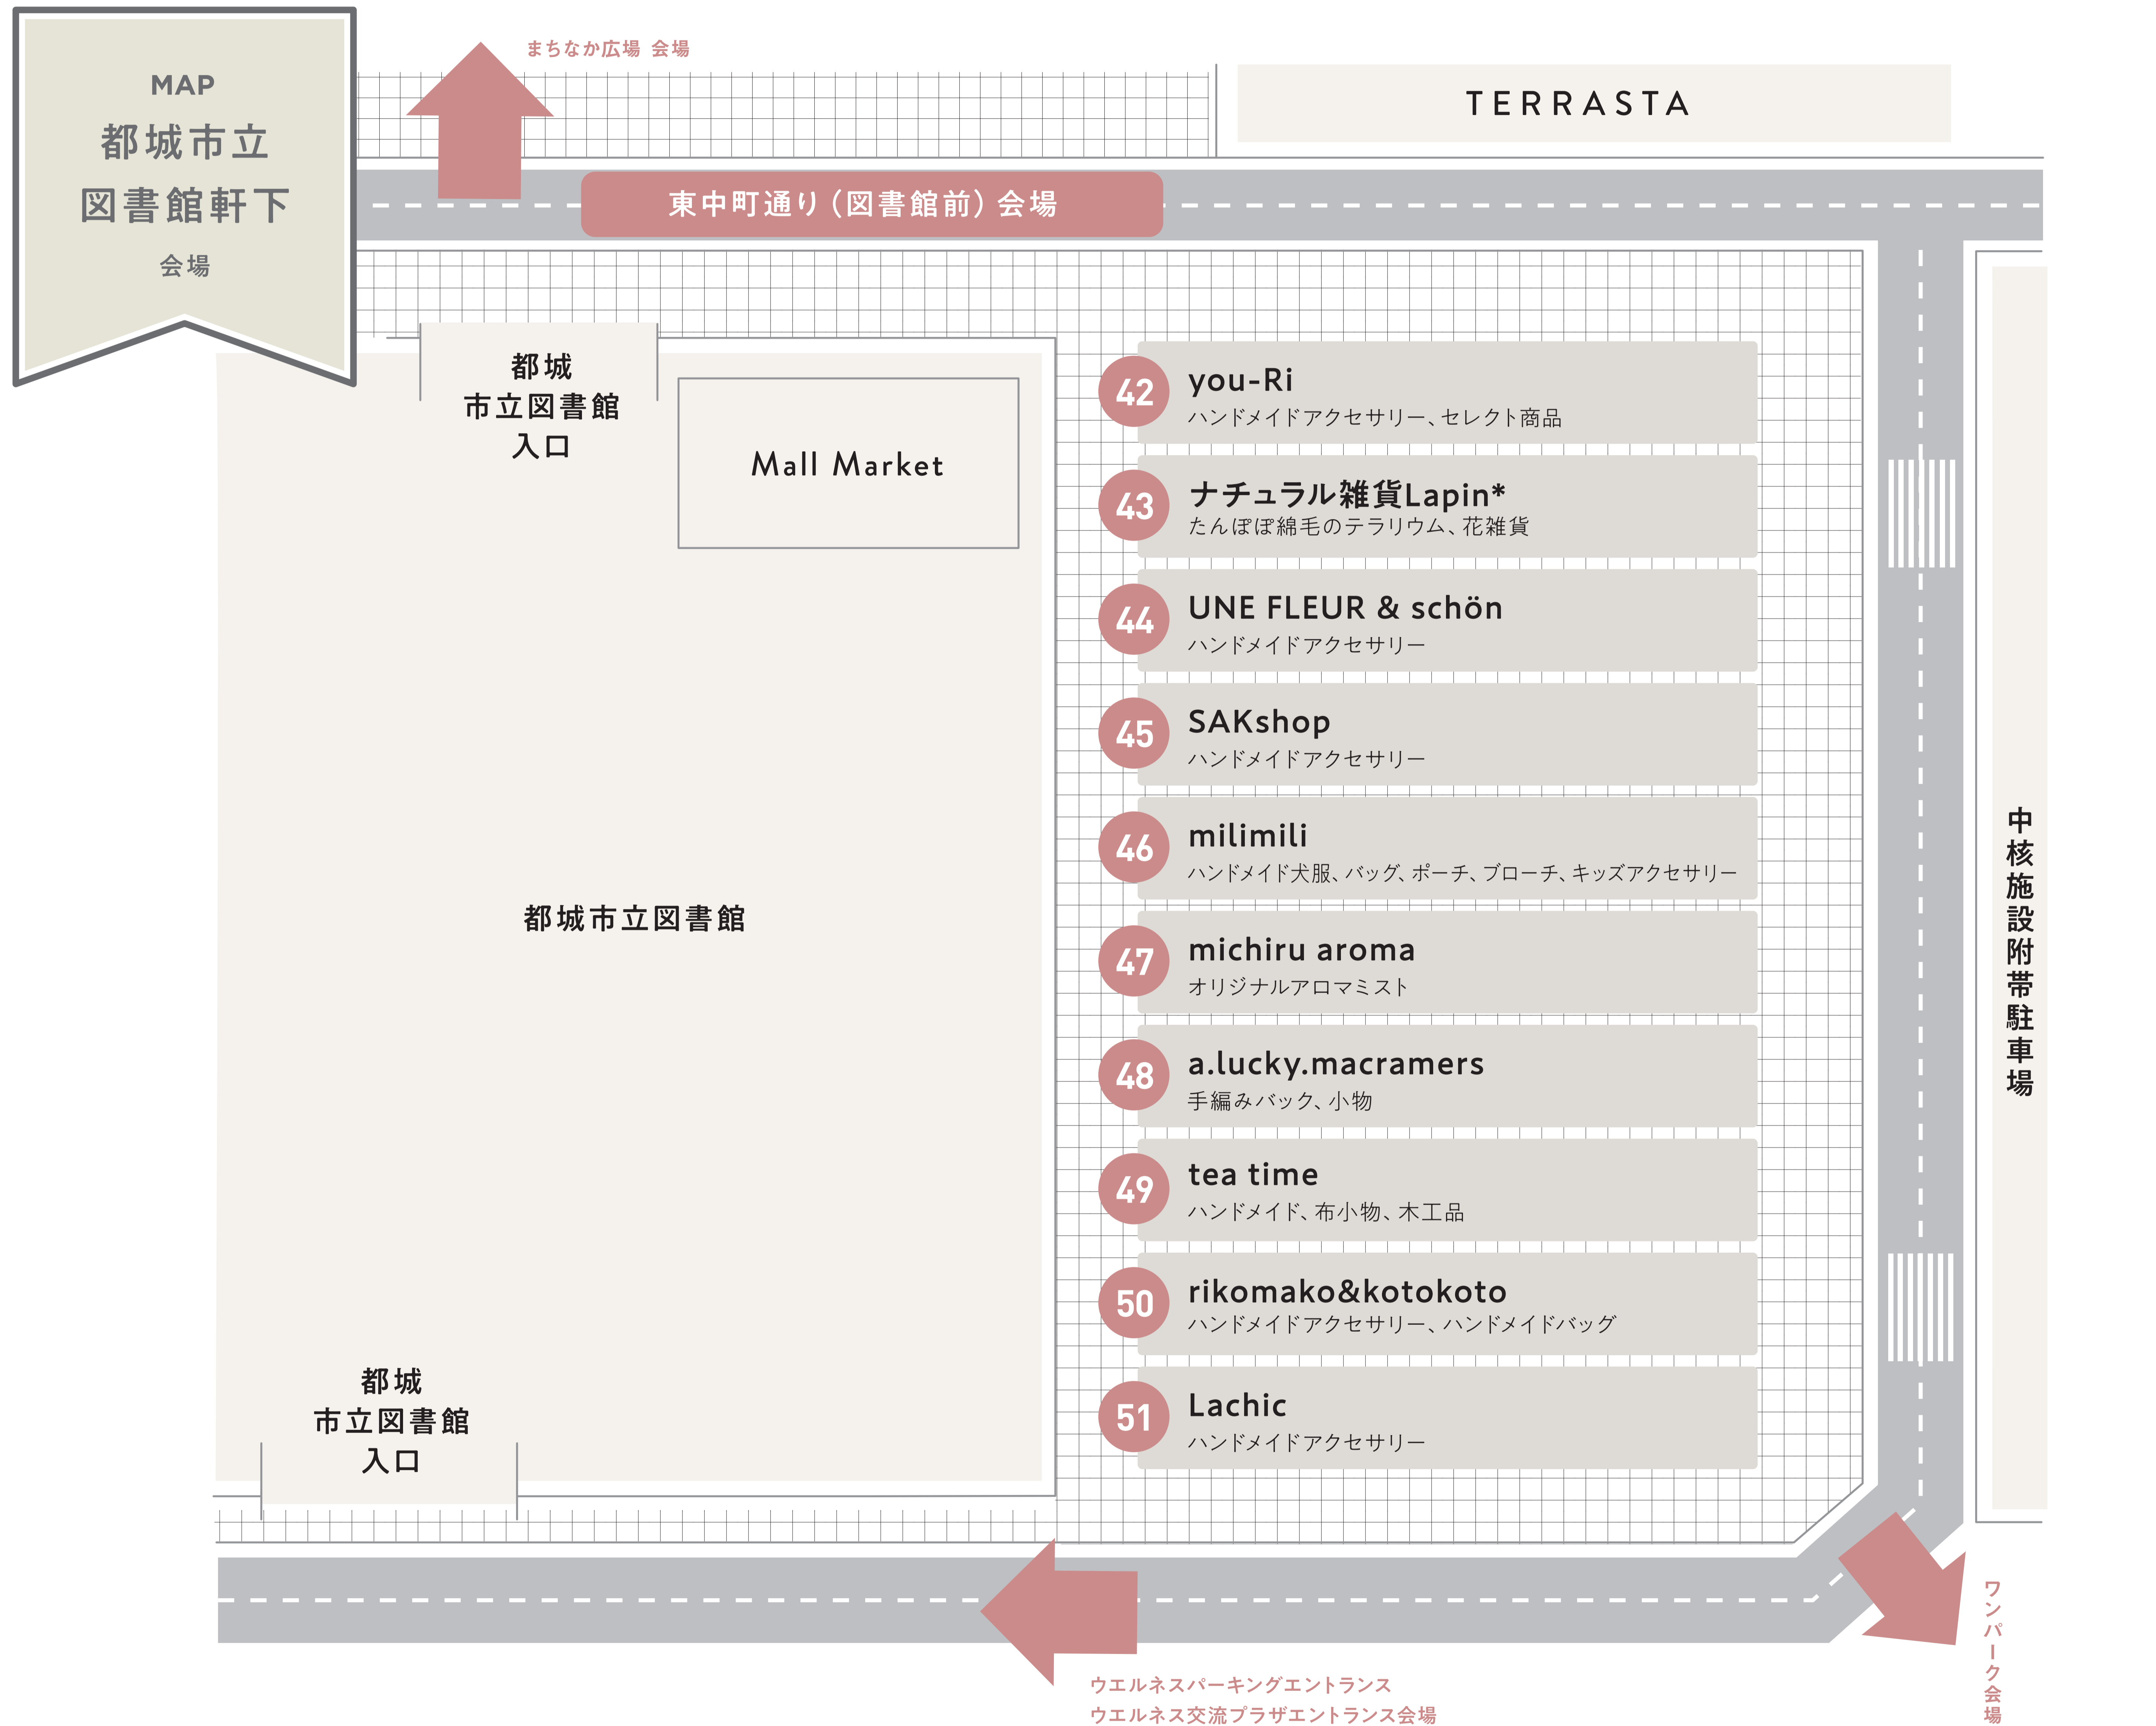 MAP
都城市立
図書館軒下
会場
まちなか広場 会場
TERRASTA
東中町通り(図書館前)会場
都城
市立図書館
入口
Mall Market
42
you-Ri
ハンドメイドアクセサリー、セレクト商品
43
ナチュラル雑貨Lapin*
たんぽぽ綿毛のテラリウム、花雑貨
44
UNE FLEUR & schön
ハンドメイドアクセサリー
45
SAKshop
ハンドメイドアクセサリー
46
milimili
ハンドメイド犬服、バッグ、ポーチ、ブローチ、キッズアクセサリー
47
michiru aroma
オリジナルアロマミスト
48
a.lucky.macramers
手編みバック、小物
49
tea time
ハンドメイド、布小物、木工品
50
rikomako&kotokoto
ハンドメイドアクセサリー、ハンドメイドバッグ
51
Lachic
ハンドメイドアクセサリー
都城市立図書館
都城
市立図書館
入口
中核施設附帯駐車場
ワンパーク会場
ウエルネスパーキングエントランス
ウエルネス交流プラザエントランス会場